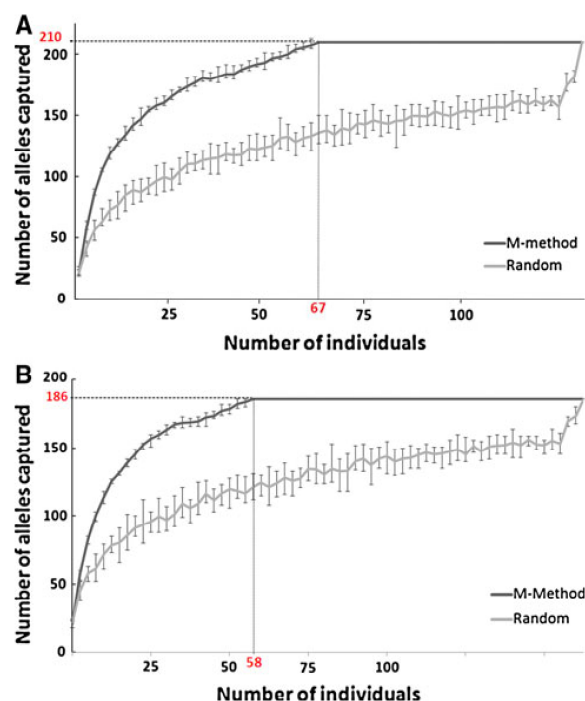 A
Number of alleles captured
210
200
150
100
50
0
M-method
Random
25
50
67
75
100
Number of individuals
B
Number of alleles captured
200
186
150
100
50
0
M-Method
Random
25
50
58
75
100
Number of individuals